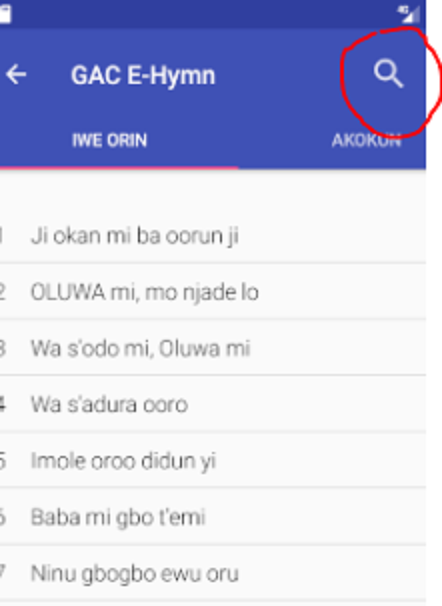 4G
GAC E-Hymn
IWE ORIN AKOKUN
1 Ji okan mi ba oorun ji
2 OLUWA mi, mo njade lo
3 Wa s'odo mi, Oluwa mi
4 Wa s'adura ooro
5 Imole oroo didun yi
6 Baba mi gbo t'emi
7 Ninu gbogbo ewu oru